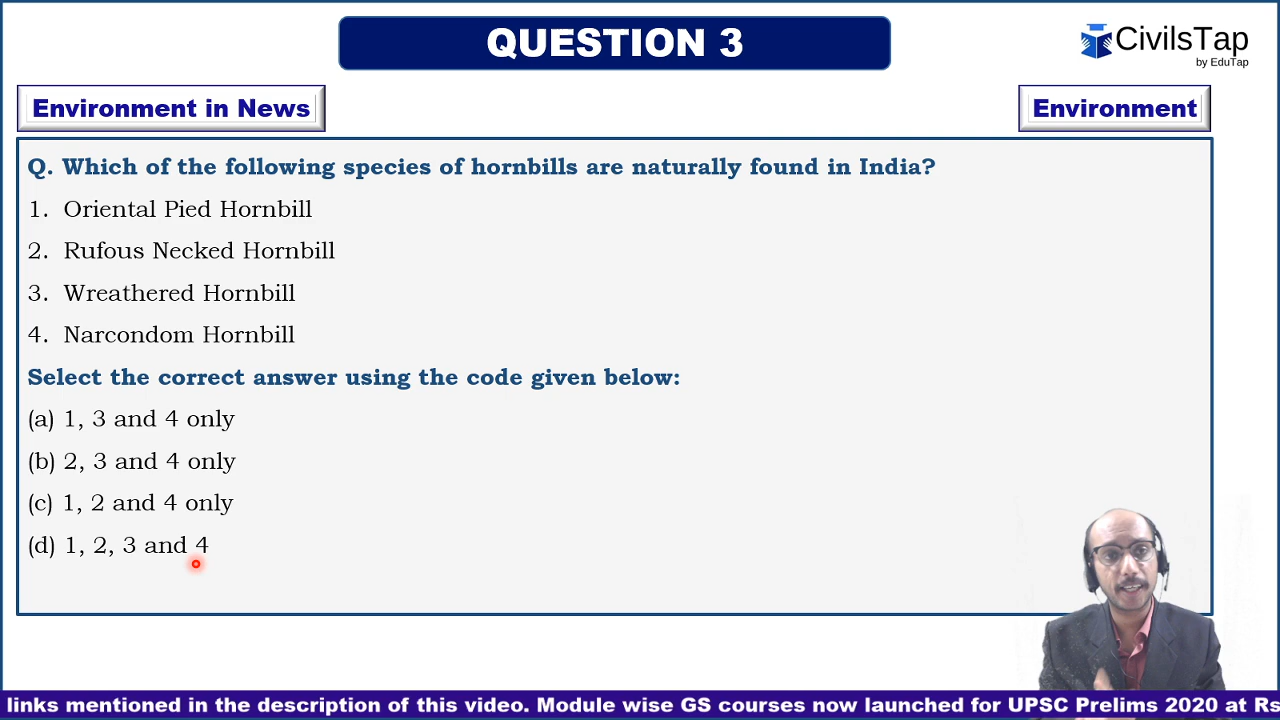 QUESTION 3
CivilsTap
by EduTap
Environment in News
Environment
Q. Which of the following species of hornbills are naturally found in India?
1. Oriental Pied Hornbill
2. Rufous Necked Hornbill
3. Wreathered Hornbill
4. Narcondom Hornbill
Select the correct answer using the code given below:
(a) 1, 3 and 4 only
(b) 2, 3 and 4 only
(c) 1, 2 and 4 only
(d) 1, 2, 3 and 4
links mentioned in the description of this video. Module wise GS courses now launched for UPSC Prelims 2020 at Rs